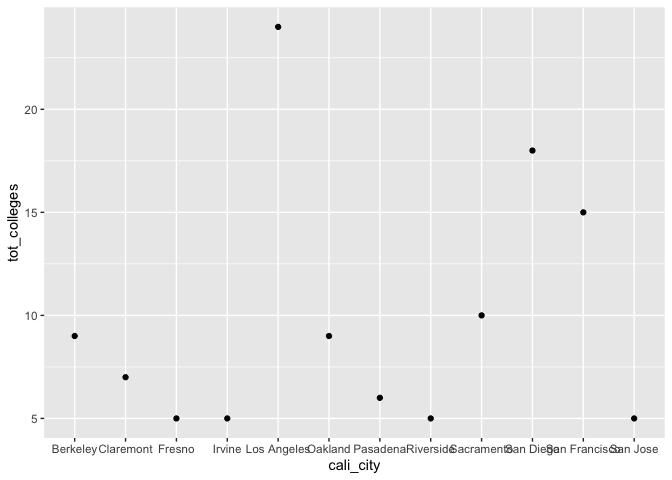 tot_colleges
20
15
10
5
Berkeley Claremont Fresno Irvine Los Angeles Oakland Pasadena Riverside Sacramento San Diego San Francisco San Jose
cali_city